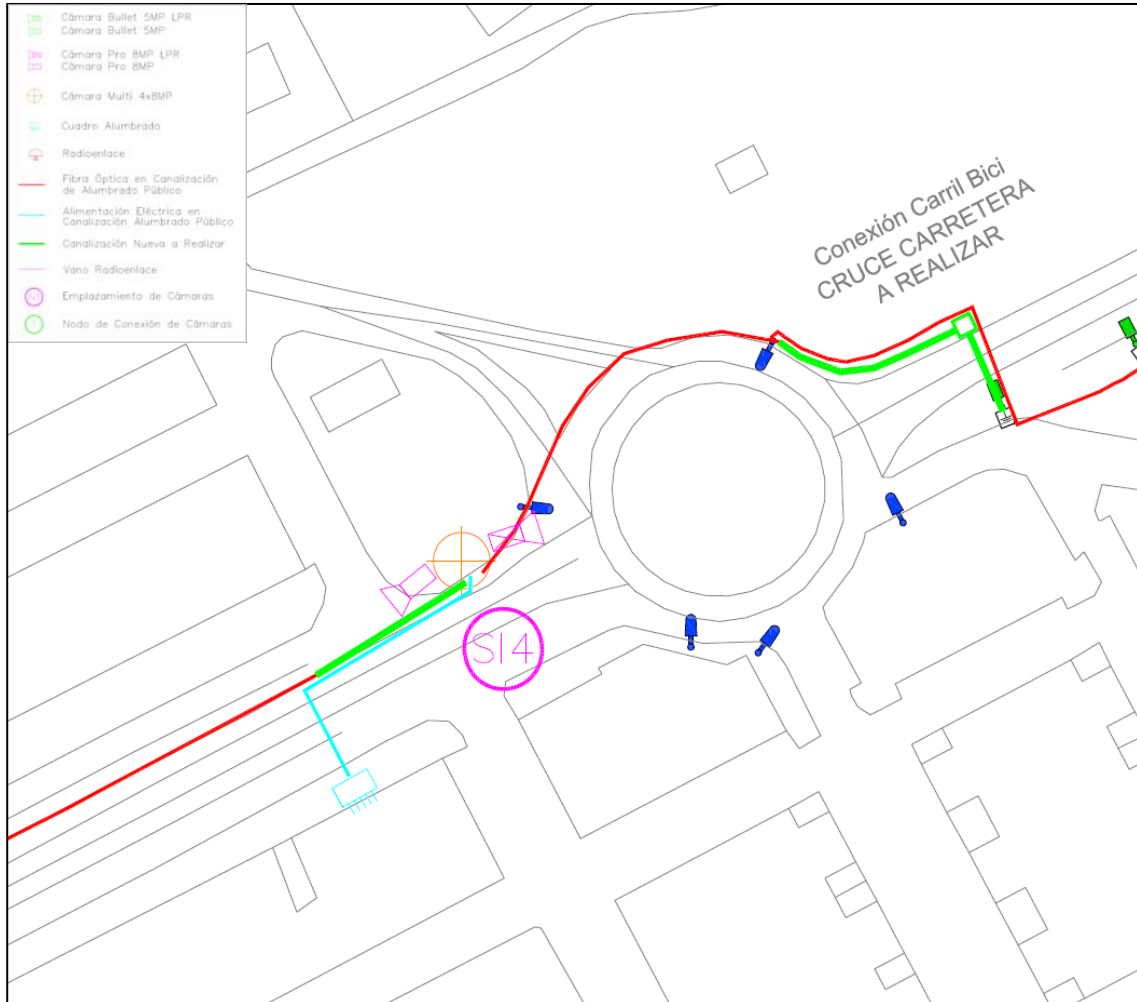 Cámara Bullet 5MP LPR
Cámara Bullet 5MP
Cámara Pro 8MP LPR
Cámara Pro 8MP
Cámara Multi 4x8MP
Cuadro Alumbrado
Radioenlace
Fibra Óptica en Canalización
de Alumbrado Público
Alimentación Eléctrica en
Canalización Alumbrado Público
Canalización Nueva a Realizar
Vano Radioenlace
N1 Emplazamiento de Cámaras
1 Nodo de Conexión de Cámaras
Conexión Carril Bici
CRUCE CARRETERA
A REALIZAR
SI4